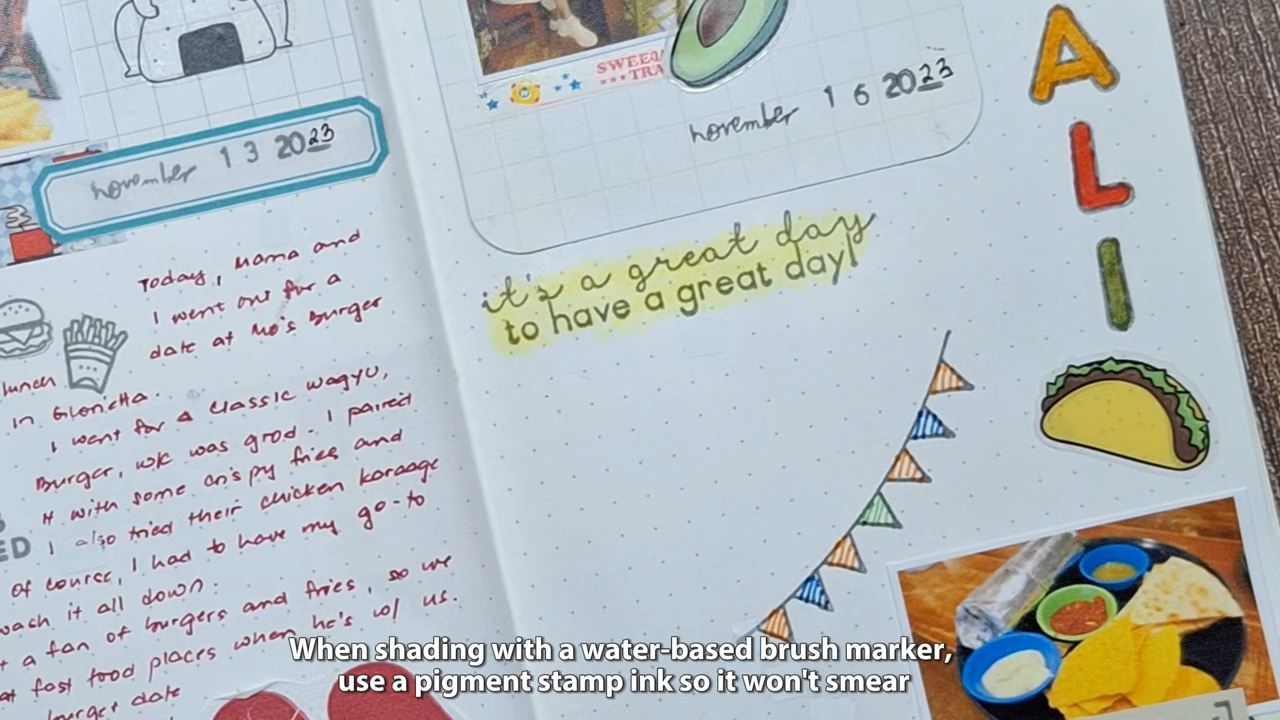 november 13 2023
Today, Mama and
I went out for a
date at 8 Burger
lunch
in Glorietta.
I went for a classic wagyu,
Burger, w/c was good. I paired
it with some crispy fries and
I also tried their chicken karaage
ED
of course, I had to have my go-to
wash it all down.
a fan of burgers and fries, so we
fast food places when he's w/ us.
burger date
SWEE
TRA
november 16 2023
it's a great day
to have a great day!
A
L
I
When shading with a water-based brush marker,
use a pigment stamp ink so it won't smear